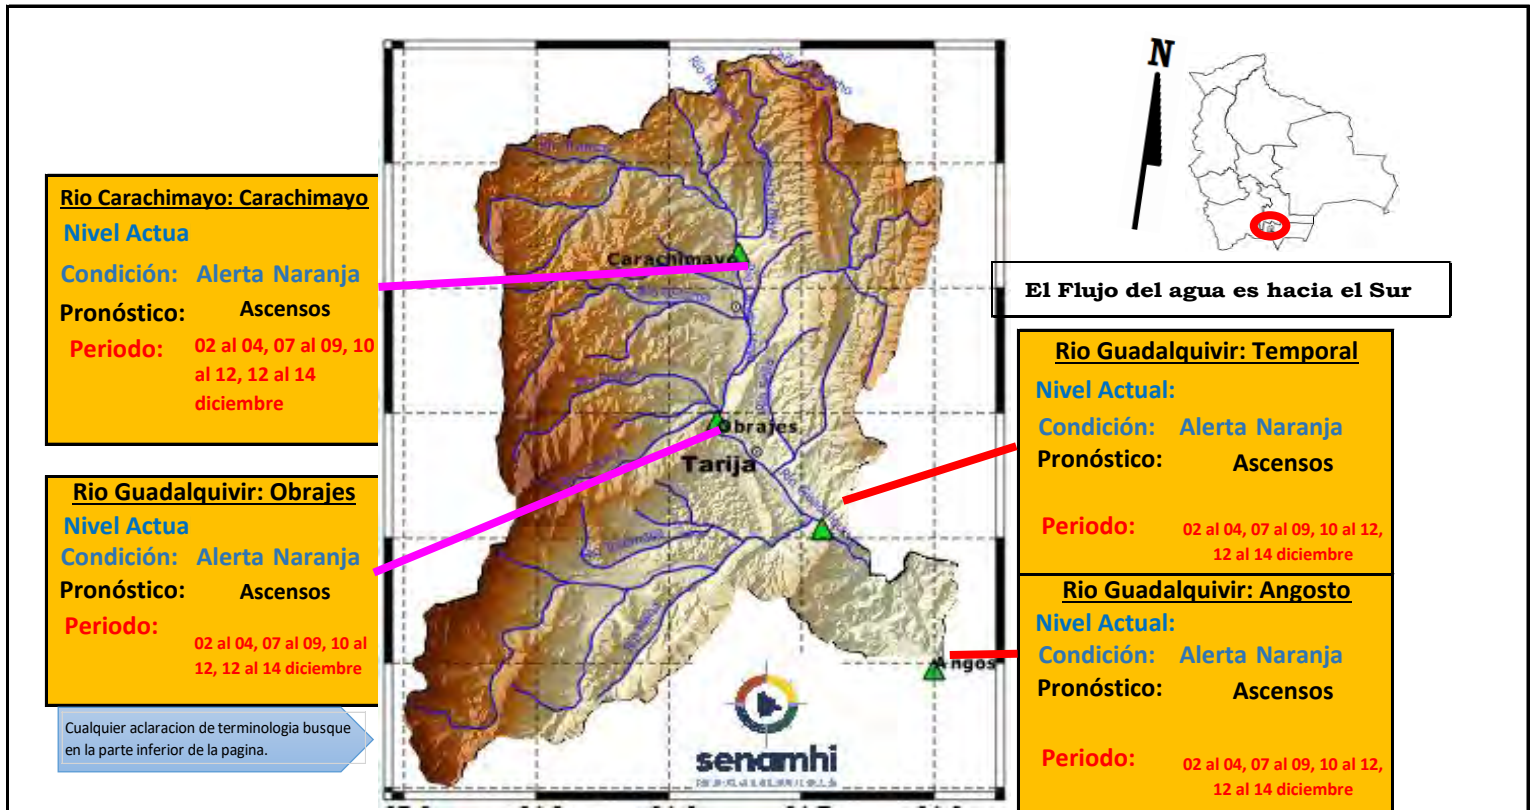 N
El Flujo del agua es hacia el Sur
Rio Carachimayo: Carachimayo
Nivel Actua
Condición: Alerta Naranja
Pronóstico: Ascensos
Periodo: 02 al 04, 07 al 09, 10
al 12, 12 al 14
diciembre
Rio Guadalquivir: Obrajes
Nivel Actua
Condición: Alerta Naranja
Pronóstico: Ascensos
Periodo:
02 al 04, 07 al 09, 10 al
12, 12 al 14 diciembre
Cualquier aclaracion de terminologia busque
en la parte inferior de la pagina.
Carachimayo
Obrajes
Tarija
Angos
senamhi
Rio Guadalquivir: Temporal
Nivel Actual:
Condición: Alerta Naranja
Pronóstico: Ascensos
Periodo: 02 al 04, 07 al 09, 10 al 12,
12 al 14 diciembre
Rio Guadalquivir: Angosto
Nivel Actual:
Condición: Alerta Naranja
Pronóstico: Ascensos
Periodo: 02 al 04, 07 al 09, 10 al 12,
12 al 14 diciembre